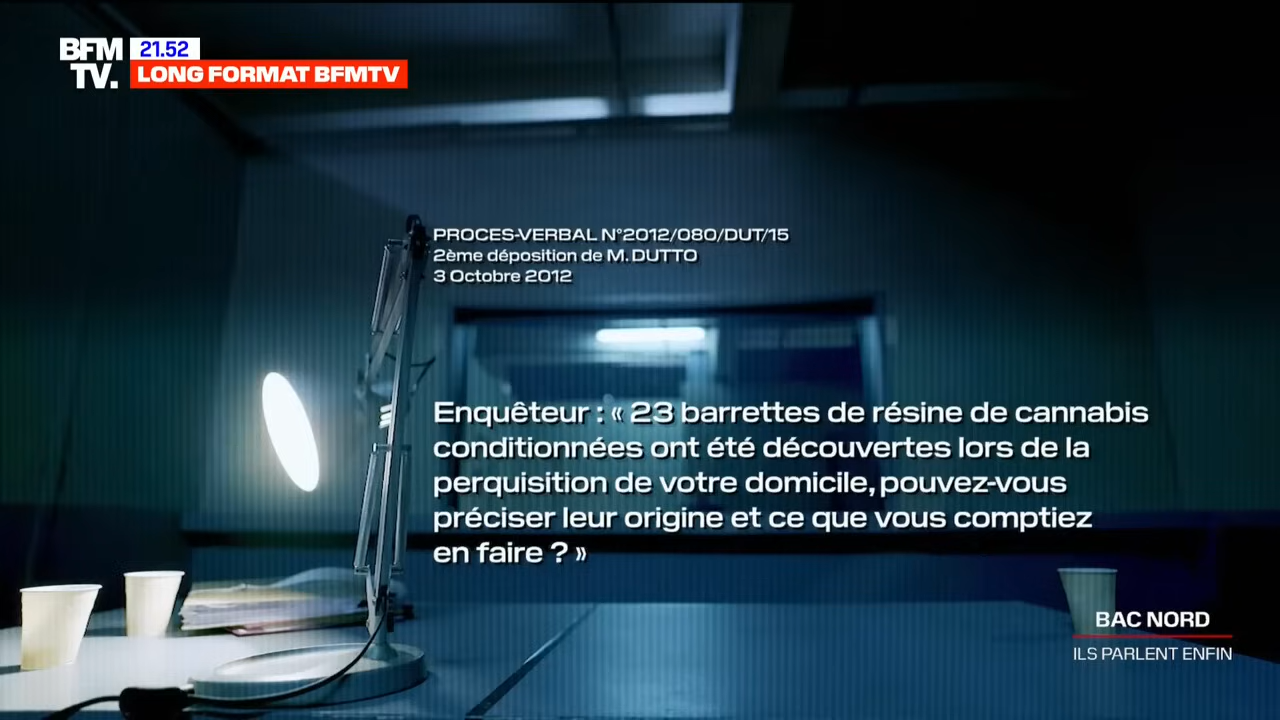 BFM
TV.
21.52
LONG FORMAT BFMTV
PROCES-VERBAL N°2012/080/DUT/15
2ème déposition de M. DUTTO
3 Octobre 2012
Enquêteur : « 23 barrettes de résine de cannabis
conditionnées ont été découvertes lors de la
perquisition de votre domicile, pouvez-vous
préciser leur origine et ce que vous comptiez
en faire ? »
BAC NORD
ILS PARLENT ENFIN